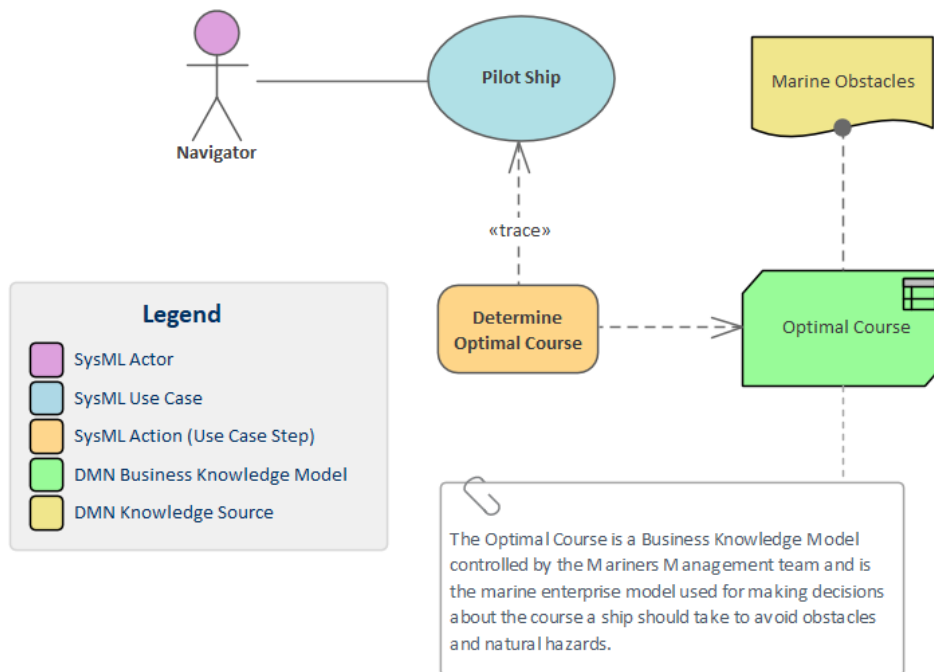 Pilot Ship
Marine Obstacles
Navigator
«trace»
Determine
Optimal Course
Optimal Course
Legend
SysML Actor
SysML Use Case
SysML Action (Use Case Step)
DMN Business Knowledge Model
DMN Knowledge Source
The Optimal Course is a Business Knowledge Model
controlled by the Mariners Management team and is
the marine enterprise model used for making decisions
about the course a ship should take to avoid obstacles
and natural hazards.